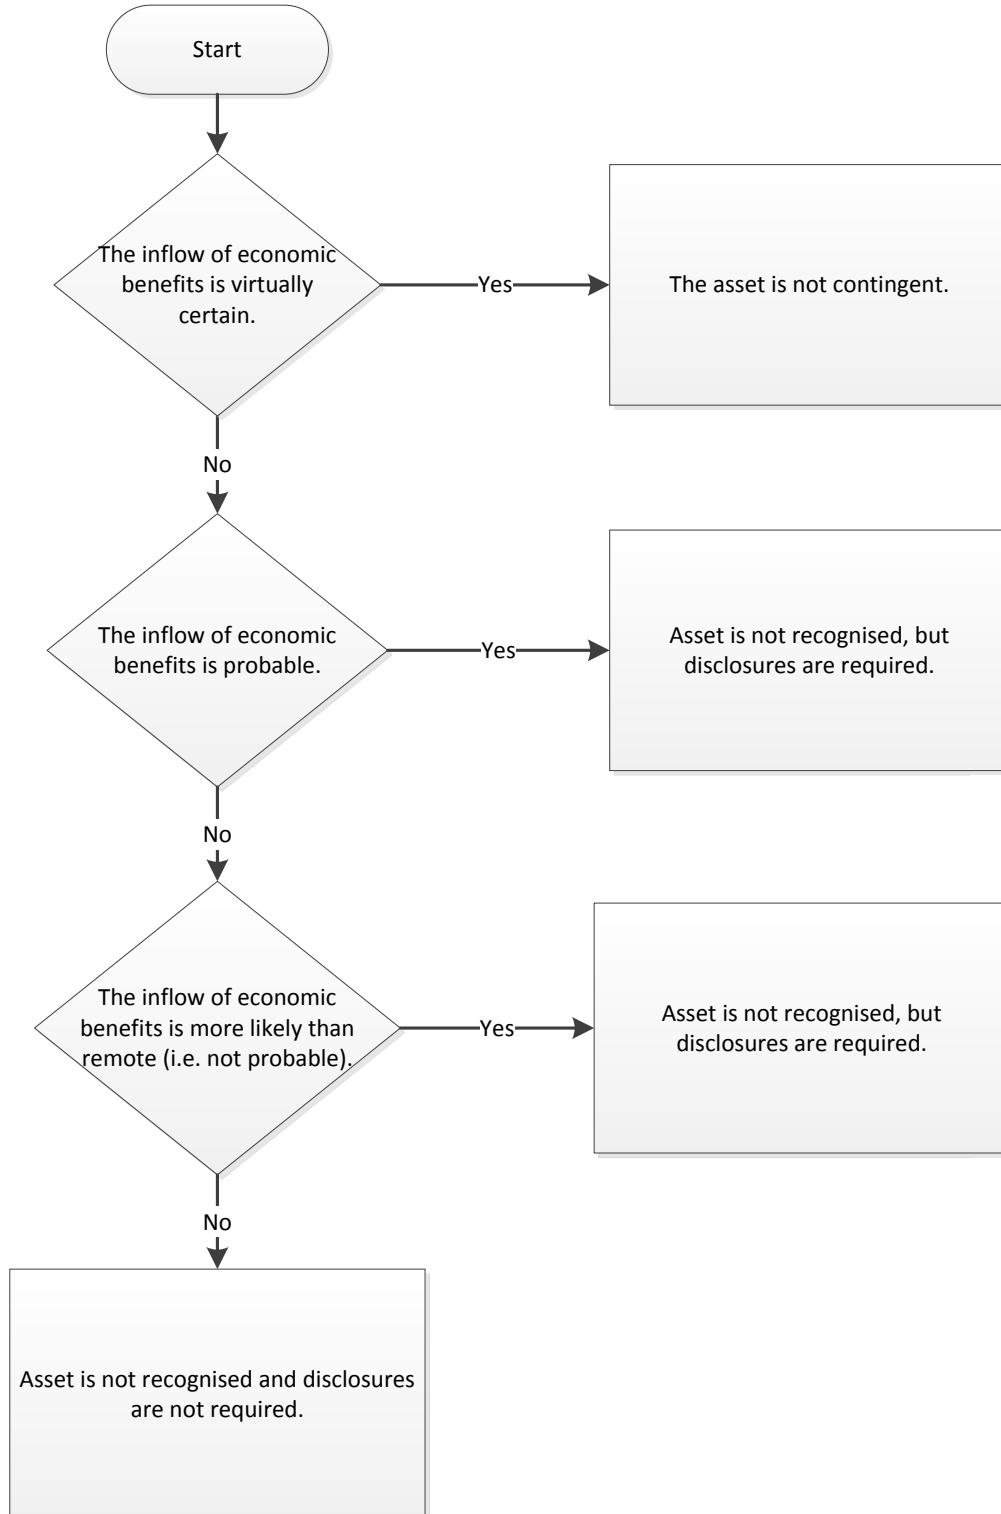 Start
The inflow of economic
benefits is virtually
certain.
Yes
The asset is not contingent.
No
The inflow of economic
benefits is probable.
Yes
Asset is not recognised, but
disclosures are required.
No
The inflow of economic
benefits is more likely than
remote (i.e. not probable).
Yes
Asset is not recognised, but
disclosures are required.
No
Asset is not recognised and disclosures
are not required.